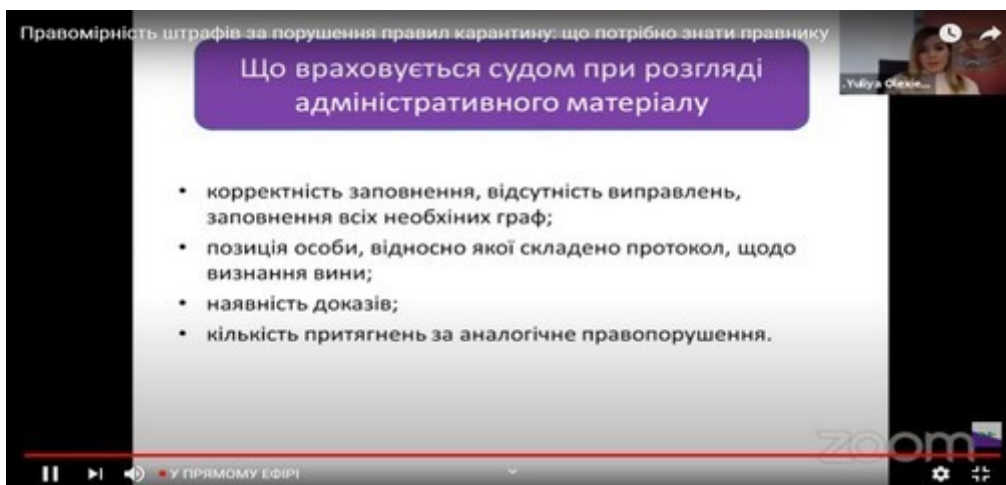 Правомірність штрафів за порушення правил карантину: що потрібно знати правнику
Що враховується судом при розгляді
адміністративного матеріалу
.Yuliya Olexie...
• корректність заповнення, відсутність виправлень,
заповнення всіх необхіних граф;
• позиція особи, відносно якої складено протокол, щодо
визнання вини;
• наявність доказів;
• кількість притягнень за аналогічне правопорушення.
zoom
У ПРЯМОМУ ЕФІРІ